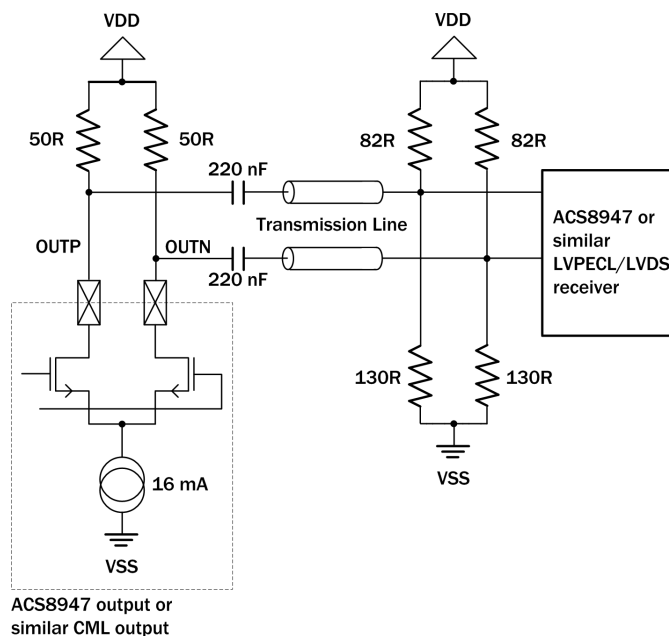 VDD
VDD
50R
50R
82R
82R
220 nF
Transmission Line
220 nF
OUTP
OUTN
ACS8947 or
similar
LVPECL/LVDS
receiver
130R
130R
16 mA
VSS
VSS
ACS8947 output or
similar CML output